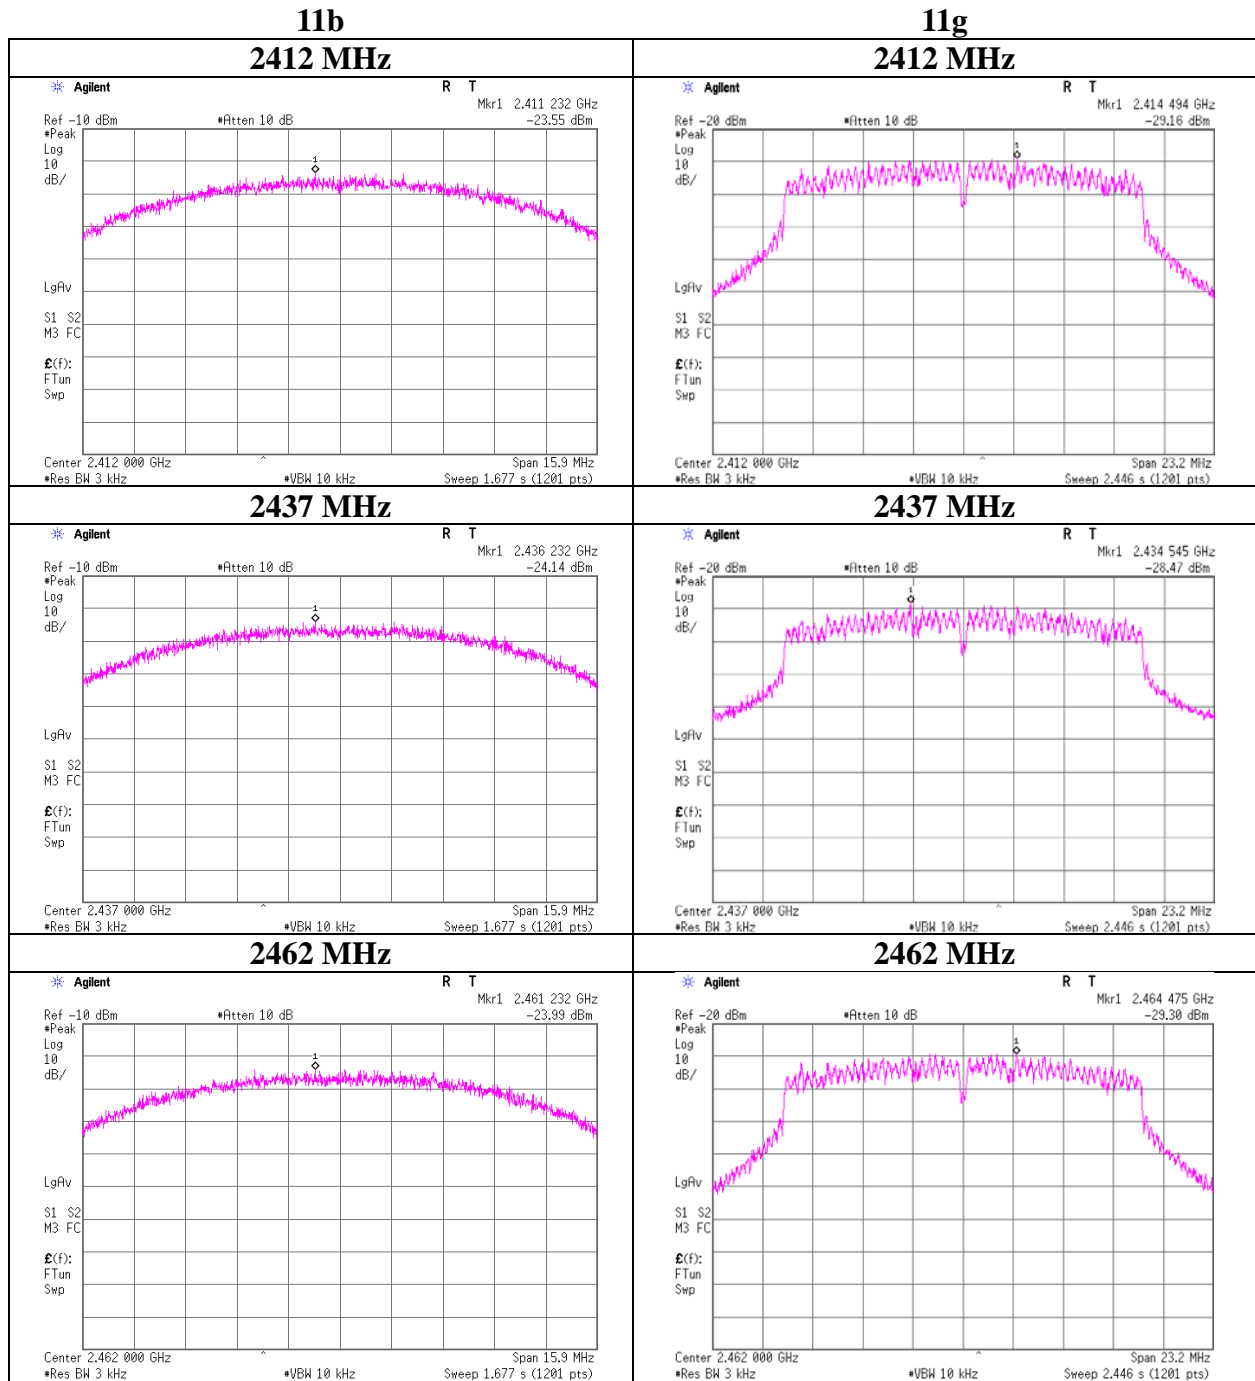 11b 11g
2412 MHz 2412 MHz
Agilent R T
Mkr1 2.411 232 GHz
Ref -10 dBm #Atten 10 dB -23.55 dBm
#Peak
Log
10
dB/
1
LgAv
S1 S2
M3 FC
£(f):
FTun
Swp
Center 2.412 000 GHz ^ Span 15.9 MHz
#Res BW 3 kHz #VBW 10 kHz Sweep 1.677 s (1201 pts)
Agilent R T
Mkr1 2.414 494 GHz
Ref -20 dBm #Atten 10 dB -29.16 dBm
#Peak
Log
10
dB/
1
LgAv
S1 S2
M3 FC
£(f):
FTun
Swp
Center 2.412 000 GHz ^ Span 23.2 MHz
#Res BW 3 kHz #VBW 10 kHz Sweep 2.446 s (1201 pts)
2437 MHz 2437 MHz
Agilent R T
Mkr1 2.436 232 GHz
Ref -10 dBm #Atten 10 dB -24.14 dBm
#Peak
Log
10
dB/
1
LgAv
S1 S2
M3 FC
£(f):
FTun
Swp
Center 2.437 000 GHz ^ Span 15.9 MHz
#Res BW 3 kHz #VBW 10 kHz Sweep 1.677 s (1201 pts)
Agilent R T
Mkr1 2.434 545 GHz
Ref -20 dBm #Atten 10 dB -28.47 dBm
#Peak
Log
10
dB/
1
LgAv
S1 S2
M3 FC
£(f):
FTun
Swp
Center 2.437 000 GHz ^ Span 23.2 MHz
#Res BW 3 kHz #VBW 10 kHz Sweep 2.446 s (1201 pts)
2462 MHz 2462 MHz
Agilent R T
Mkr1 2.461 232 GHz
Ref -10 dBm #Atten 10 dB -23.99 dBm
#Peak
Log
10
dB/
1
LgAv
S1 S2
M3 FC
£(f):
FTun
Swp
Center 2.462 000 GHz ^ Span 15.9 MHz
#Res BW 3 kHz #VBW 10 kHz Sweep 1.677 s (1201 pts)
Agilent R T
Mkr1 2.464 475 GHz
Ref -20 dBm #Atten 10 dB -29.30 dBm
#Peak
Log
10
dB/
1
LgAv
S1 S2
M3 FC
£(f):
FTun
Swp
Center 2.462 000 GHz ^ Span 23.2 MHz
#Res BW 3 kHz #VBW 10 kHz Sweep 2.446 s (1201 pts)